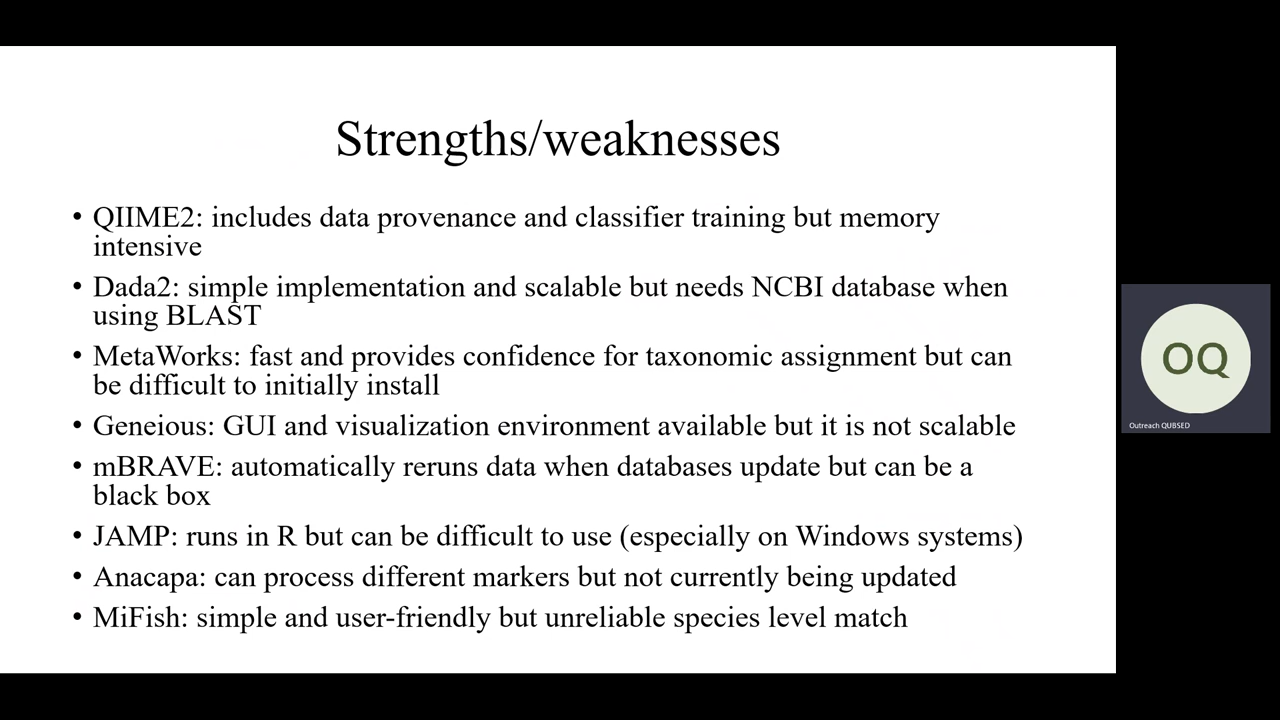 Strengths/weaknesses
• QIIME2: includes data provenance and classifier training but memory
intensive
• Dada2: simple implementation and scalable but needs NCBI database when
using BLAST
• MetaWorks: fast and provides confidence for taxonomic assignment but can
be difficult to initially install
• Geneious: GUI and visualization environment available but it is not scalable
• mBRAVE: automatically reruns data when databases update but can be a
black box
• JAMP: runs in R but can be difficult to use (especially on Windows systems)
• Anacapa: can process different markers but not currently being updated
• MiFish: simple and user-friendly but unreliable species level match
OQ
Outreach QUBSED